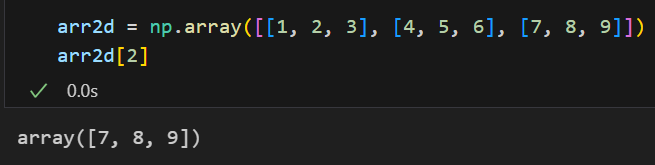 arr2d = np.array([[1, 2, 3], [4, 5, 6], [7, 8, 9]])
arr2d[2]
✓ 0.0s
array([7, 8, 9])